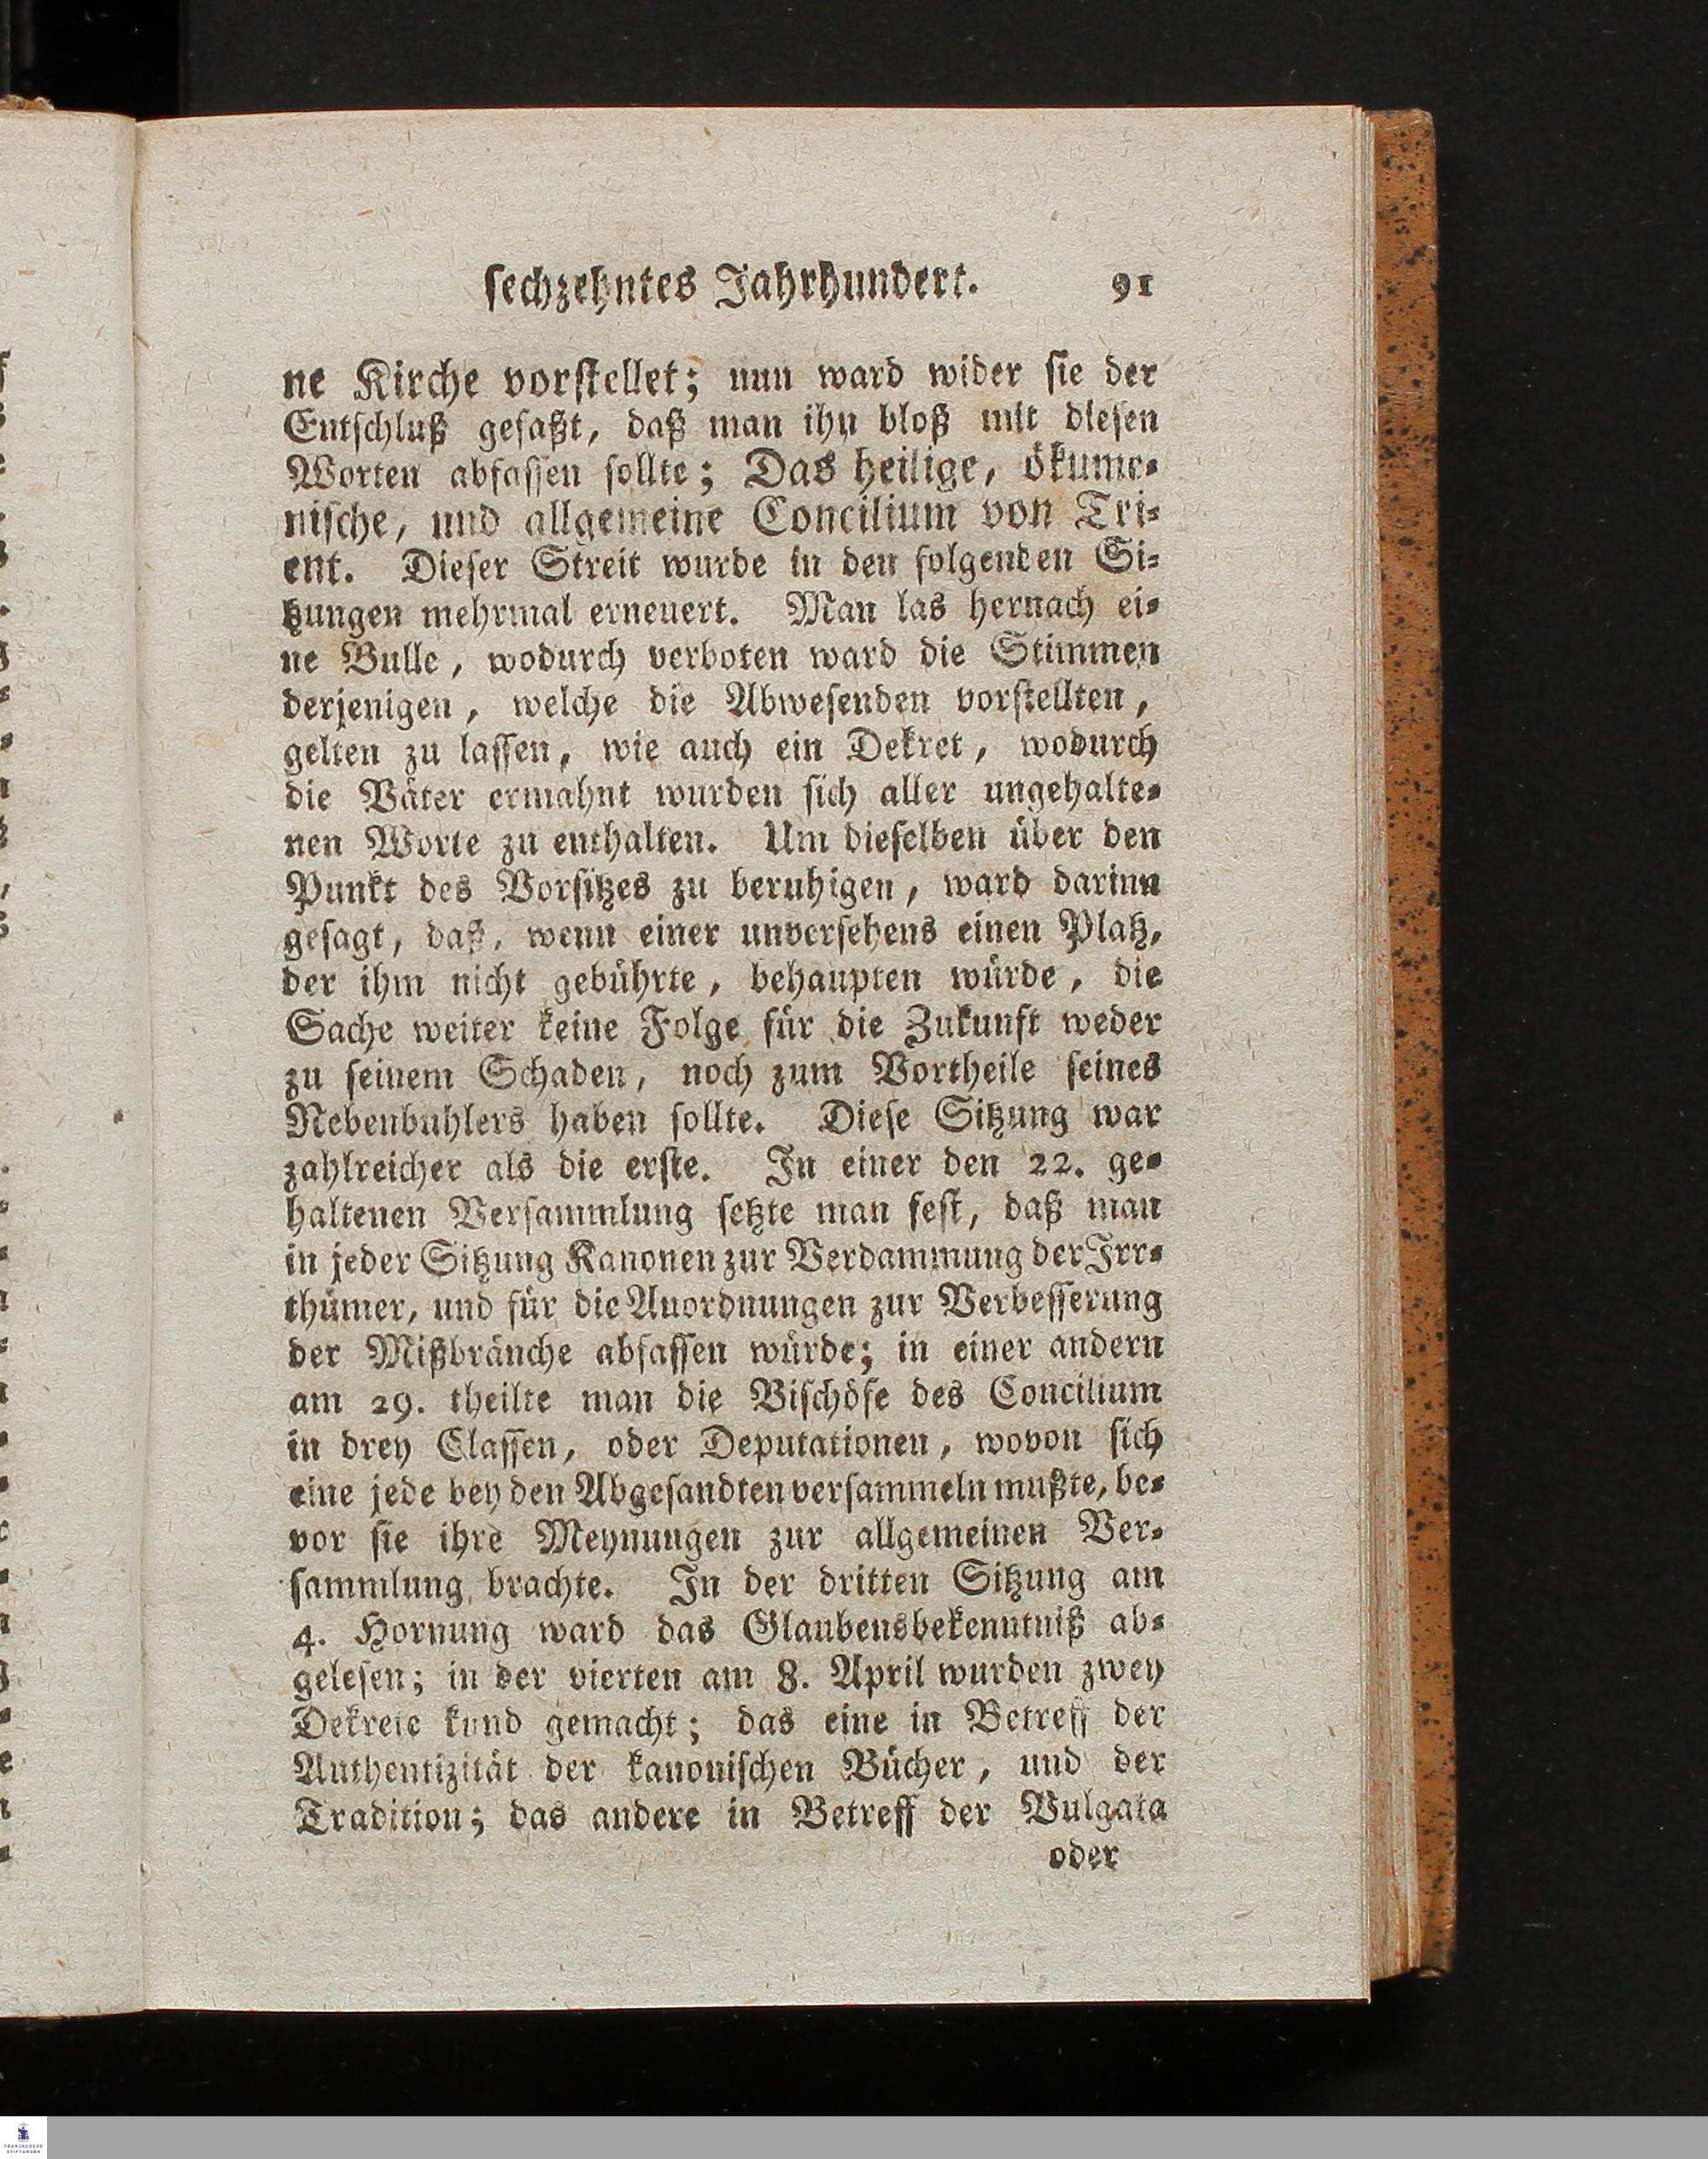 sechzehntes Jahrhundert. 91
ne Kirche vorstellet; nun ward wider sie der
Entschluß gefaßt, daß man ihn bloß mit diesen
Worten abfassen sollte; Das heilige, ökume-
nische, und allgemeine Concilium von Tri-
ent. Dieser Streit wurde in den folgenden Si-
tzungen mehrmal erneuert. Man las hernach ei-
ne Bulle, wodurch verboten ward die Stimmen
derjenigen, welche die Abwesenden vorstellten,
gelten zu lassen, wie auch ein Dekret, wodurch
die Väter ermahnt wurden sich aller ungehalte-
nen Worte zu enthalten. Um dieselben über den
Punkt des Vorsitzes zu beruhigen, ward darinn
gesagt, daß, wenn einer unversehens einen Platz,
der ihm nicht gebührte, behaupten würde, die
Sache weiter keine Folge für die Zukunft weder
zu seinem Schaden, noch zum Vortheile seines
Nebenbuhlers haben sollte. Diese Sitzung war
zahlreicher als die erste. In einer den 22. ge-
haltenen Versammlung setzte man fest, daß man
in jeder Sitzung Kanonen zur Verdammung der Irr-
thümer, und für die Anordnungen zur Verbesserung
der Mißbräuche abfassen würde; in einer andern
am 29. theilte man die Bischöfe des Concilium
in drey Classen, oder Deputationen, wovon sich
eine jede bey den Abgesandten versammeln mußte, be-
vor sie ihre Meynungen zur allgemeinen Ver-
sammlung brachte. In der dritten Sitzung am
4. Hornung ward das Glaubensbekenntniß ab-
gelesen; in der vierten am 8. April wurden zwey
Dekrete kund gemacht; das eine in Betreff der
Authentizität der kanonischen Bücher, und der
Tradition; das andere in Betreff der Vulgata
oder
FRANCKESCHE
STIFTUNGEN